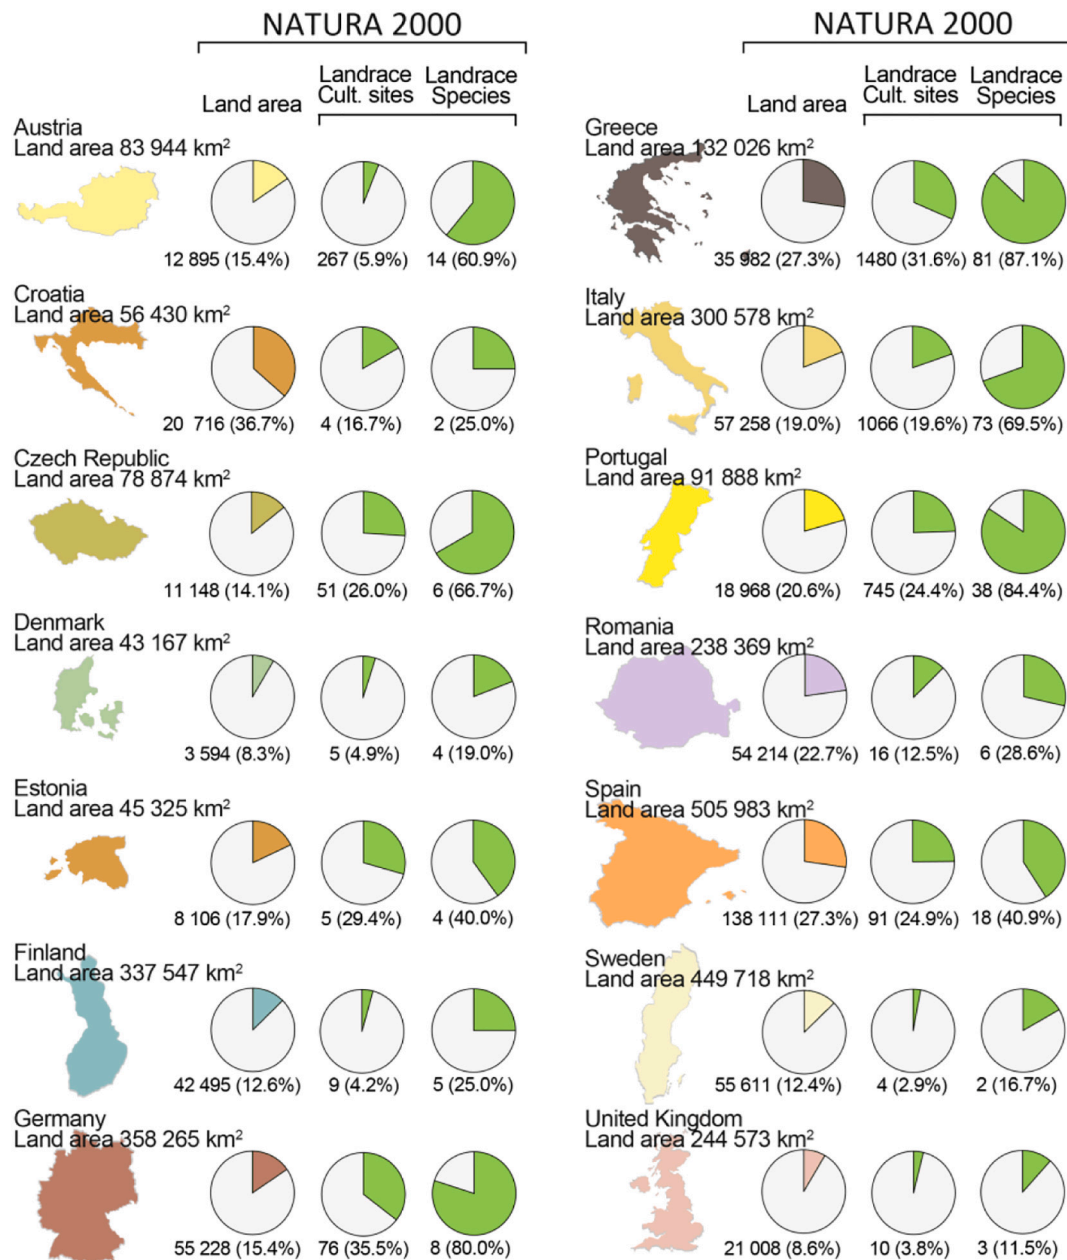 NATURA 2000
Land area
Landrace
Cult. sites
Landrace
Species
Austria
Land area 83 944 km²
12 895 (15.4%) 267 (5.9%) 14 (60.9%)
Croatia
Land area 56 430 km²
20 716 (36.7%) 4 (16.7%) 2 (25.0%)
Czech Republic
Land area 78 874 km²
11 148 (14.1%) 51 (26.0%) 6 (66.7%)
Denmark
Land area 43 167 km²
3 594 (8.3%) 5 (4.9%) 4 (19.0%)
Estonia
Land area 45 325 km²
8 106 (17.9%) 5 (29.4%) 4 (40.0%)
Finland
Land area 337 547 km²
42 495 (12.6%) 9 (4.2%) 5 (25.0%)
Germany
Land area 358 265 km²
55 228 (15.4%) 76 (35.5%) 8 (80.0%)
NATURA 2000
Land area
Landrace
Cult. sites
Landrace
Species
Greece
Land area 132 026 km²
35 982 (27.3%) 1480 (31.6%) 81 (87.1%)
Italy
Land area 300 578 km²
57 258 (19.0%) 1066 (19.6%) 73 (69.5%)
Portugal
Land area 91 888 km²
18 968 (20.6%) 745 (24.4%) 38 (84.4%)
Romania
Land area 238 369 km²
54 214 (22.7%) 16 (12.5%) 6 (28.6%)
Spain
Land area 505 983 km²
138 111 (27.3%) 91 (24.9%) 18 (40.9%)
Sweden
Land area 449 718 km²
55 611 (12.4%) 4 (2.9%) 2 (16.7%)
United Kingdom
Land area 244 573 km²
21 008 (8.6%) 10 (3.8%) 3 (11.5%)